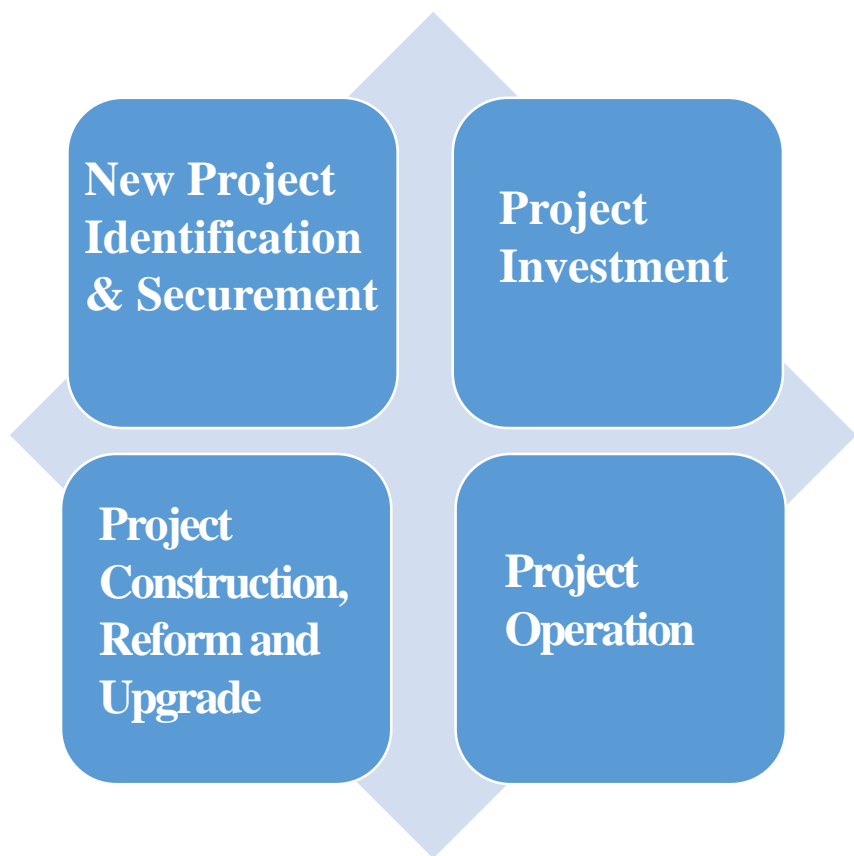 New Project
Identification
& Securement
Project
Investment
Project
Construction,
Reform and
Upgrade
Project
Operation